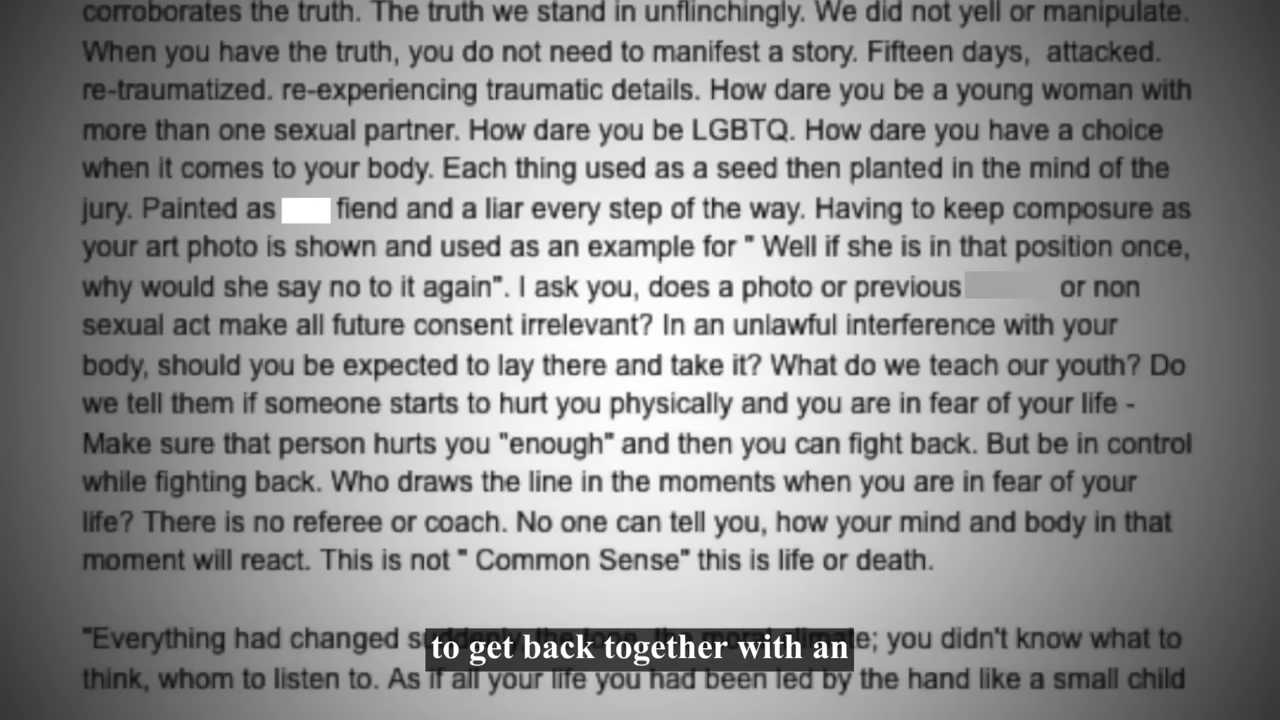 corroborates the truth. The truth we stand in unflinchingly. We did not yell or manipulate.
When you have the truth, you do not need to manifest a story. Fifteen days, attacked.
re-traumatized. re-experiencing traumatic details. How dare you be a young woman with
more than one sexual partner. How dare you be LGBTQ. How dare you have a choice
when it comes to your body. Each thing used as a seed then planted in the mind of the
jury. Painted as fiend and a liar every step of the way. Having to keep composure as
your art photo is shown and used as an example for " Well if she is in that position once,
why would she say no to it again". I ask you, does a photo or previous or non
sexual act make all future consent irrelevant? In an unlawful interference with your
body, should you be expected to lay there and take it? What do we teach our youth? Do
we tell them if someone starts to hurt you physically and you are in fear of your life -
Make sure that person hurts you "enough" and then you can fight back. But be in control
while fighting back. Who draws the line in the moments when you are in fear of your
life? There is no referee or coach. No one can tell you, how your mind and body in that
moment will react. This is not " Common Sense" this is life or death.
"Everything had changed you didn't know what to
to get back together with an
think, whom to listen to. As if all your life you had been led by the hand like a small child